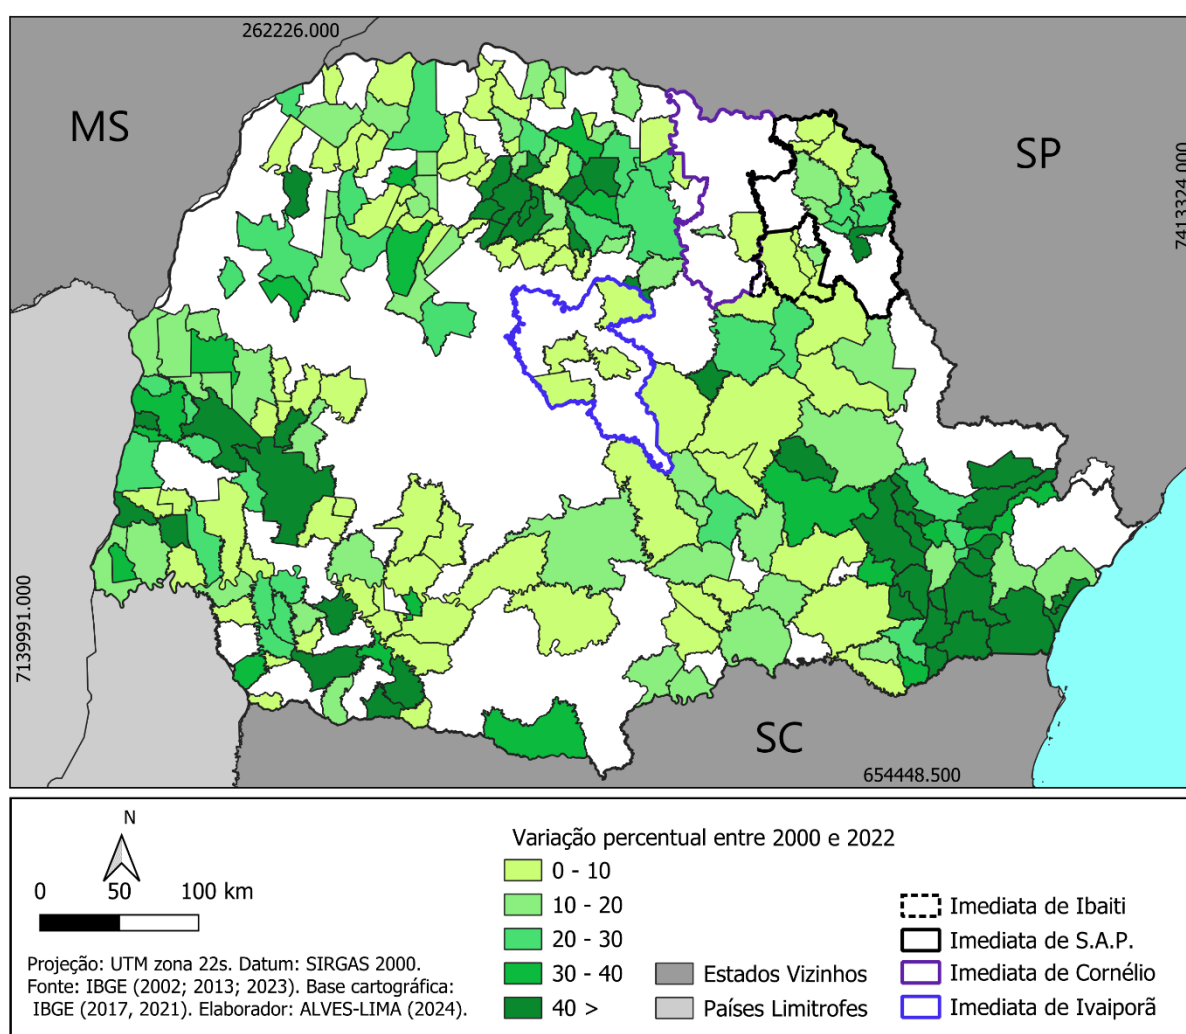 262226.000
MS
SP
7413324.000
7139991.000
SC
654448.500
N
0 50 100 km
Projeção: UTM zona 22s. Datum: SIRGAS 2000.
Fonte: IBGE (2002; 2013; 2023). Base cartográfica:
IBGE (2017, 2021). Elaborador: ALVES-LIMA (2024).
Variação percentual entre 2000 e 2022
0 - 10
10 - 20
20 - 30
30 - 40
40 >
Estados Vizinhos
Países Limitrofes
Imediata de Ibaiti
Imediata de S.A.P.
Imediata de Cornélio
Imediata de Ivaiporã